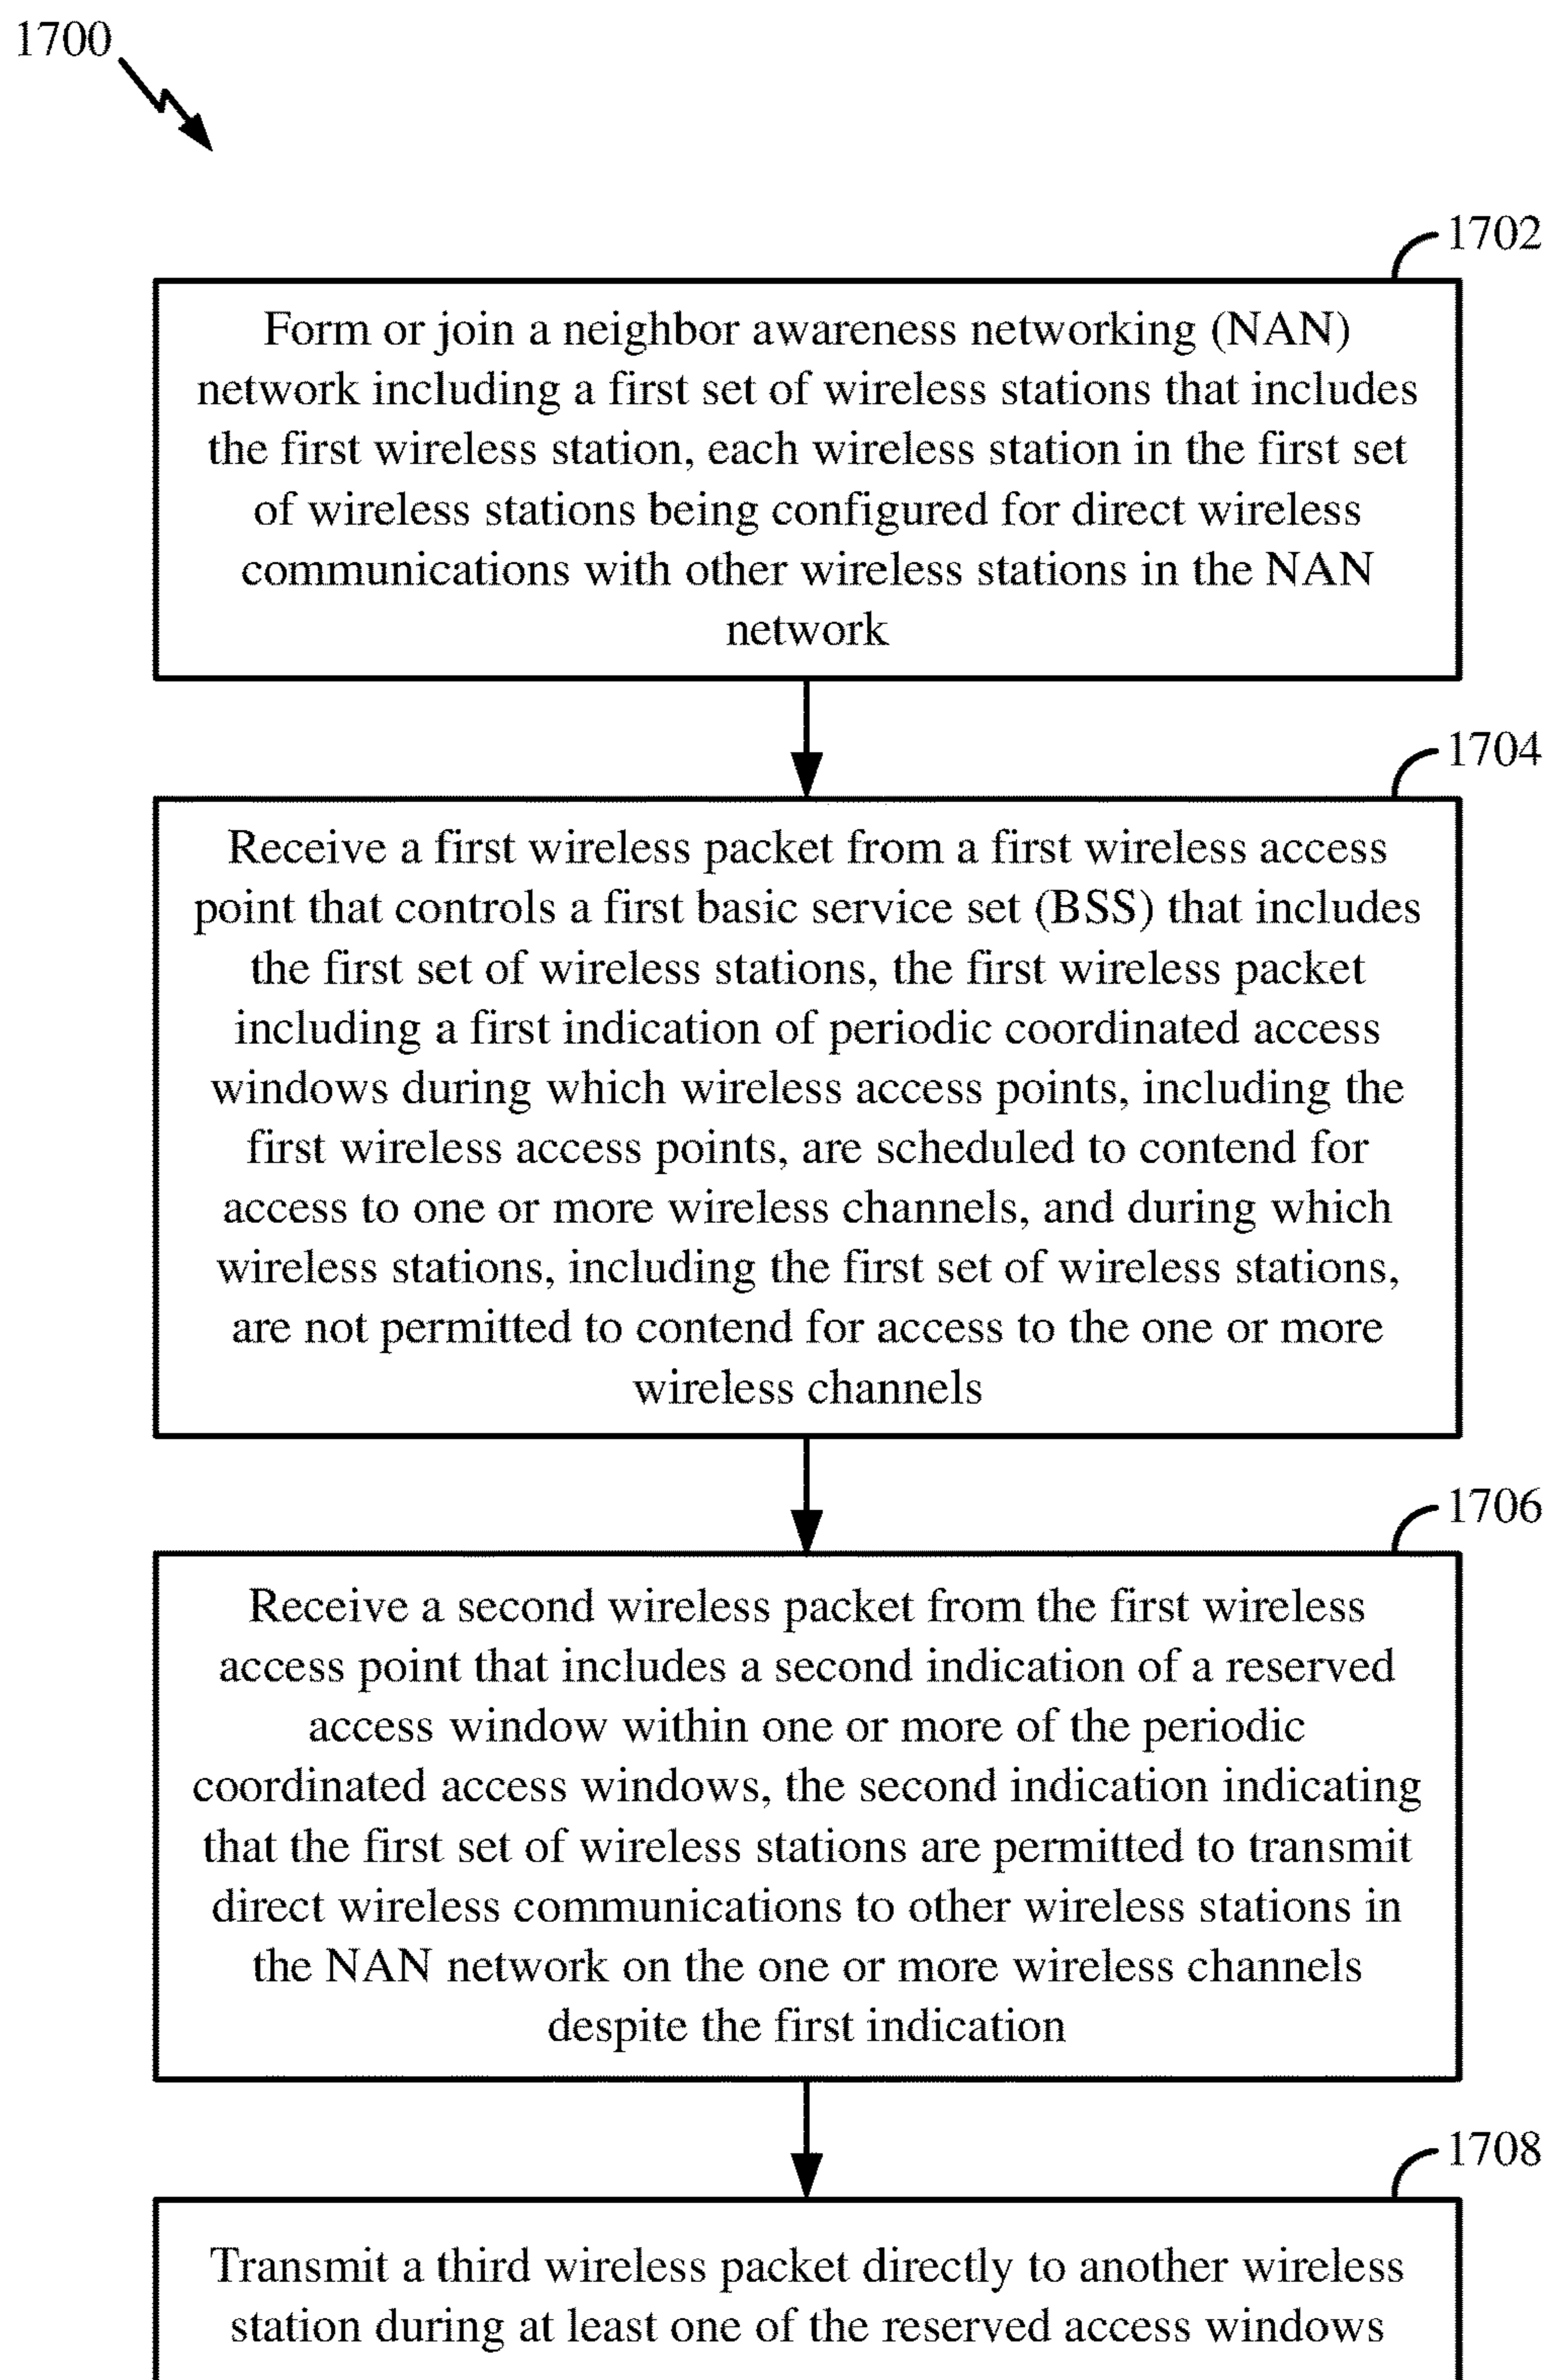 1700
1702
Form or join a neighbor awareness networking (NAN)
network including a first set of wireless stations that includes
the first wireless station, each wireless station in the first set
of wireless stations being configured for direct wireless
communications with other wireless stations in the NAN
network
1704
Receive a first wireless packet from a first wireless access
point that controls a first basic service set (BSS) that includes
the first set of wireless stations, the first wireless packet
including a first indication of periodic coordinated access
windows during which wireless access points, including the
first wireless access points, are scheduled to contend for
access to one or more wireless channels, and during which
wireless stations, including the first set of wireless stations,
are not permitted to contend for access to the one or more
wireless channels
1706
Receive a second wireless packet from the first wireless
access point that includes a second indication of a reserved
access window within one or more of the periodic
coordinated access windows, the second indication indicating
that the first set of wireless stations are permitted to transmit
direct wireless communications to other wireless stations in
the NAN network on the one or more wireless channels
despite the first indication
1708
Transmit a third wireless packet directly to another wireless
station during at least one of the reserved access windows